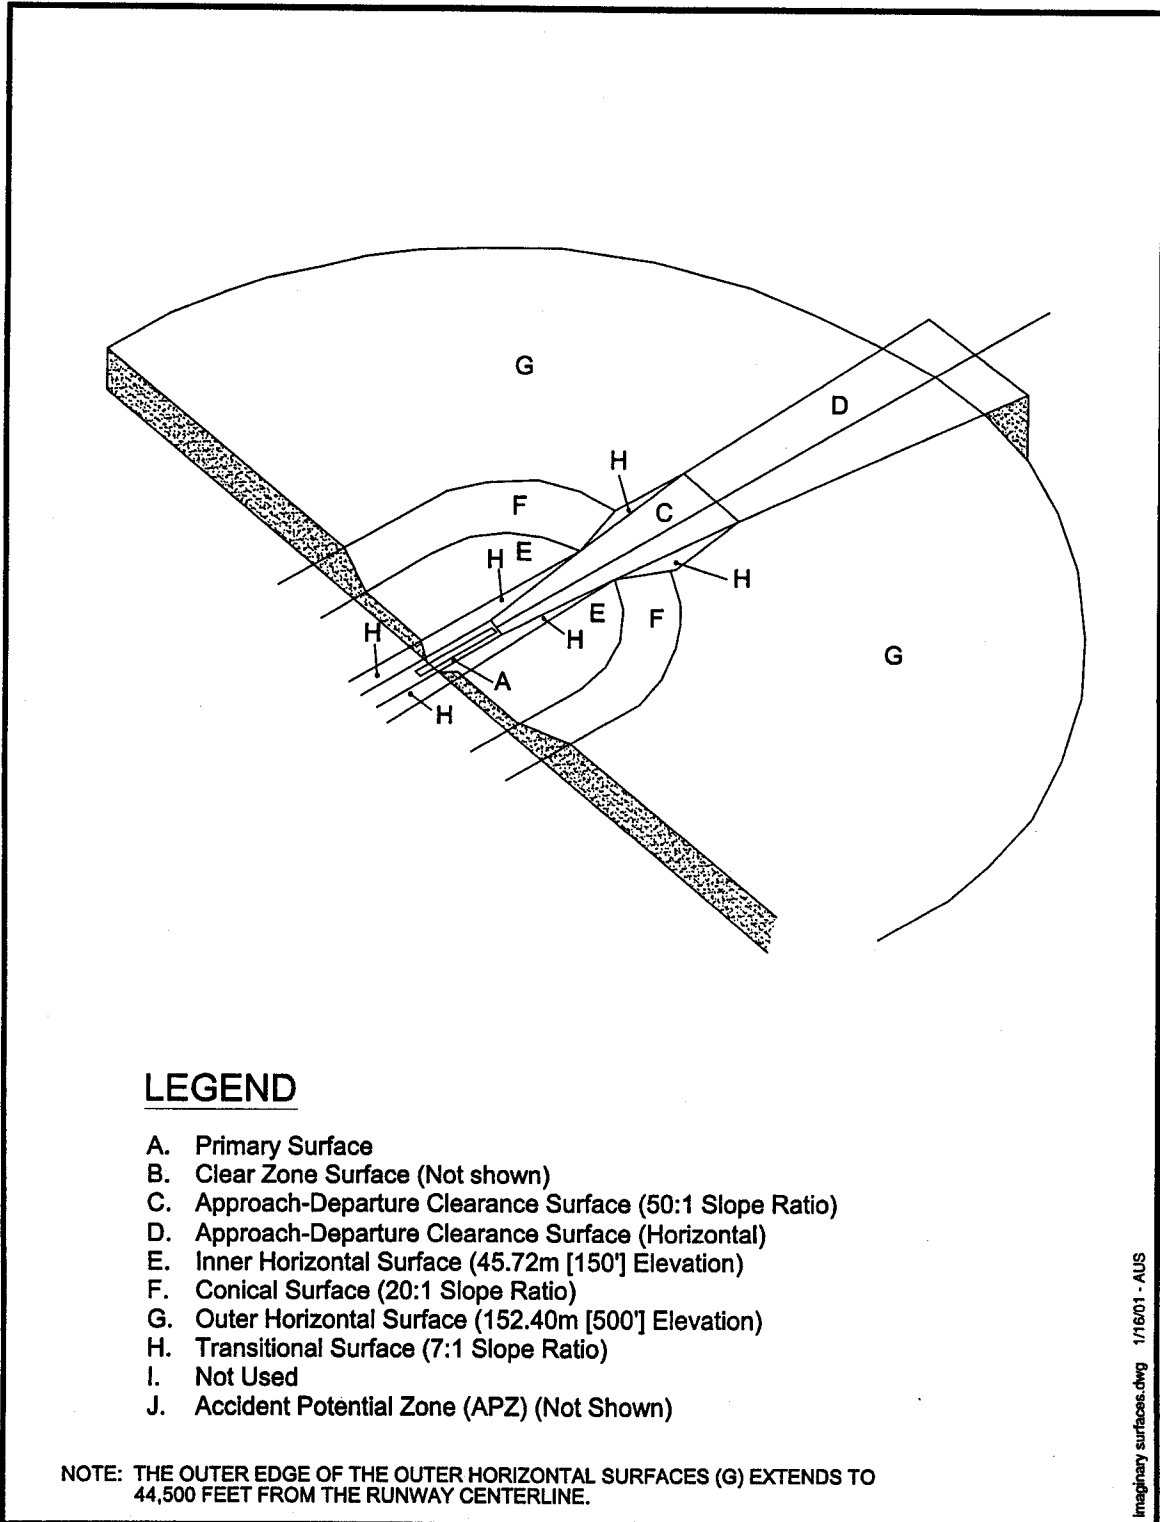 G
D
H
C
F
E
H
H
E
F
H
H
G
A
H
LEGEND
A. Primary Surface
B. Clear Zone Surface (Not shown)
C. Approach-Departure Clearance Surface (50:1 Slope Ratio)
D. Approach-Departure Clearance Surface (Horizontal)
E. Inner Horizontal Surface (45.72m [150'] Elevation)
F. Conical Surface (20:1 Slope Ratio)
G. Outer Horizontal Surface (152.40m [500'] Elevation)
H. Transitional Surface (7:1 Slope Ratio)
I. Not Used
J. Accident Potential Zone (APZ) (Not Shown)
NOTE: THE OUTER EDGE OF THE OUTER HORIZONTAL SURFACES (G) EXTENDS TO
44,500 FEET FROM THE RUNWAY CENTERLINE.
Imaginary surfaces.dwg 1/16/01 - AUS